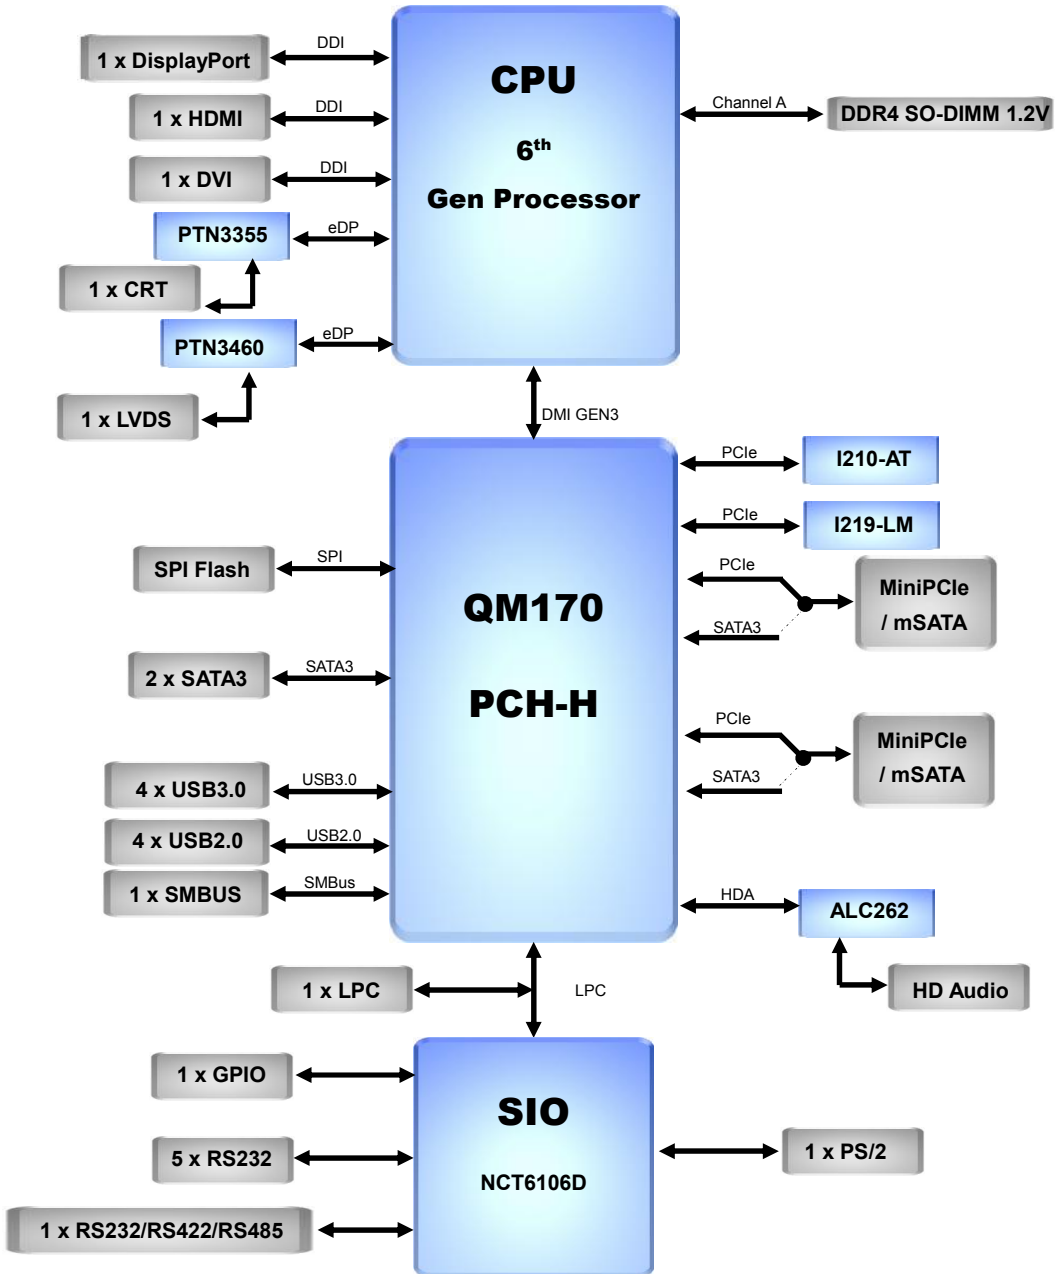 1 x DisplayPort
DDI
CPU
6th
Gen Processor
Channel A
DDR4 SO-DIMM 1.2V
1 x HDMI
DDI
1 x DVI
DDI
PTN3355
eDP
1 x CRT
PTN3460
eDP
1 x LVDS
DMI GEN3
QM170
PCH-H
PCIe
I210-AT
PCIe
I219-LM
SPI Flash
SPI
PCIe
SATA3
MiniPCIe
/ mSATA
2 x SATA3
SATA3
PCIe
SATA3
MiniPCIe
/ mSATA
4 x USB3.0
USB3.0
4 x USB2.0
USB2.0
1 x SMBUS
SMBus
HDA
ALC262
HD Audio
1 x LPC
LPC
SIO
NCT6106D
1 x GPIO
5 x RS232
1 x RS232/RS422/RS485
1 x PS/2